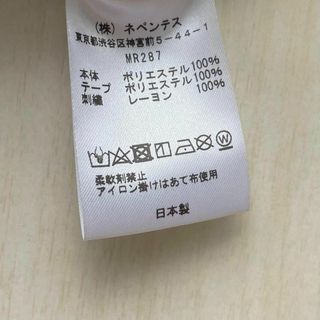 (株) ネペンテス
東京都渋谷区神宮前5-44-1
MR287
本体 ポリエステル100%
テープ ポリエステル100%
刺繍 レーヨン
柔軟剤禁止
アイロン掛けはあて布使用
日本製